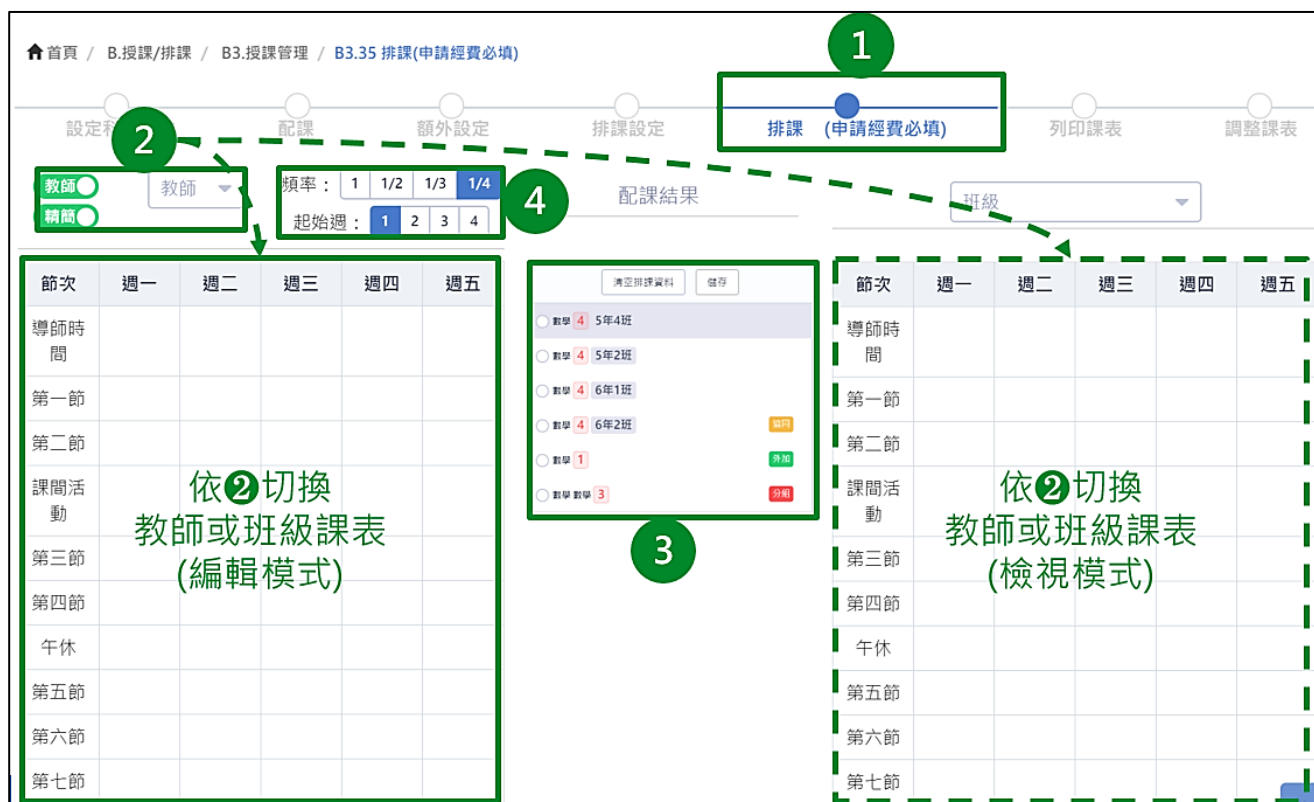 首頁 / B.授課/排課 / B3.授課管理 / B3.35 排課(申請經費必填)
1
設定科
配課
額外設定
排課設定
排課 (申請經費必填)
列印課表
調整課表
2
教師
精簡
教師
頻率： 1 1/2 1/3 1/4
起始週： 1 2 3 4
4
配課結果
班級
節次 週一 週二 週三 週四 週五
導師時間
第一節
第二節
課間活動
第三節
第四節
午休
第五節
第六節
第七節
依❷切換
教師或班級課表
(編輯模式)
清空排課資料 儲存
數學 4 5年4班
數學 4 5年2班
數學 4 6年1班
數學 4 6年2班 協同
數學 1 外加
數學 數學 3 分組
3
節次 週一 週二 週三 週四 週五
導師時間
第一節
第二節
課間活動
第三節
第四節
午休
第五節
第六節
第七節
依❷切換
教師或班級課表
(檢視模式)